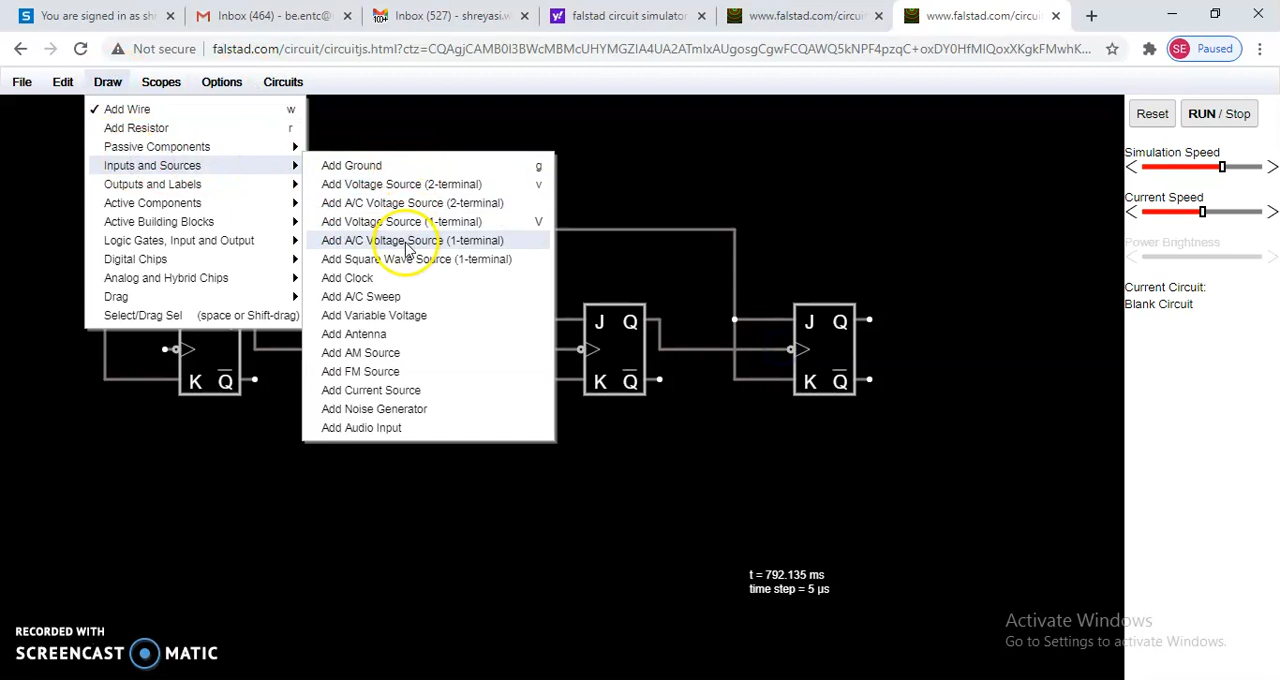 You are signed in as shrey
Inbox (464) - be.entc@
Inbox (527) - shreyasi.w
falstad circuit simulator
www.falstad.com/circui
www.falstad.com/circui
Not secure
falstad.com/circuit/circuitjs.html?ctz=CQAgjCAMB0I3BWcMBMcUHYMGZIA4UA2ATmIxAUgosgCgwFCQAWQ5kNPF4pzqC+oxDY0HfMIQoxXKgkFMwhK...
SE Paused
File Edit Draw Scopes Options Circuits
✓ Add Wire w
Add Resistor r
Passive Components
Inputs and Sources
Outputs and Labels
Active Components
Active Building Blocks
Logic Gates, Input and Output
Digital Chips
Analog and Hybrid Chips
Drag
Select/Drag Sel (space or Shift-drag)
Add Ground g
Add Voltage Source (2-terminal) v
Add A/C Voltage Source (2-terminal)
Add Voltage Source (1-terminal) V
Add A/C Voltage Source (1-terminal)
Add Square Wave Source (1-terminal)
Add Clock
Add A/C Sweep
Add Variable Voltage
Add Antenna
Add AM Source
Add FM Source
Add Current Source
Add Noise Generator
Add Audio Input
Reset RUN / Stop
Simulation Speed
Current Speed
Power Brightness
Current Circuit:
Blank Circuit
J Q J Q
K Q K Q K Q
t = 792.135 ms
time step = 5 µs
Activate Windows
Go to Settings to activate Windows.
RECORDED WITH
SCREENCAST MATIC